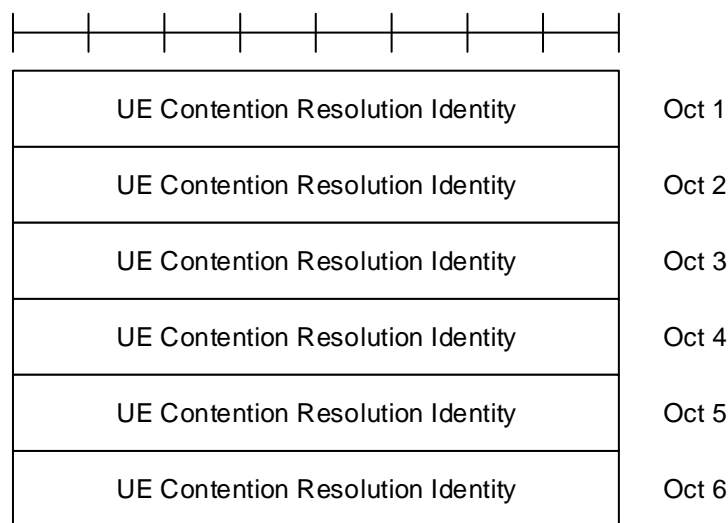 UE Contention Resolution Identity Oct 1
UE Contention Resolution Identity Oct 2
UE Contention Resolution Identity Oct 3
UE Contention Resolution Identity Oct 4
UE Contention Resolution Identity Oct 5
UE Contention Resolution Identity Oct 6